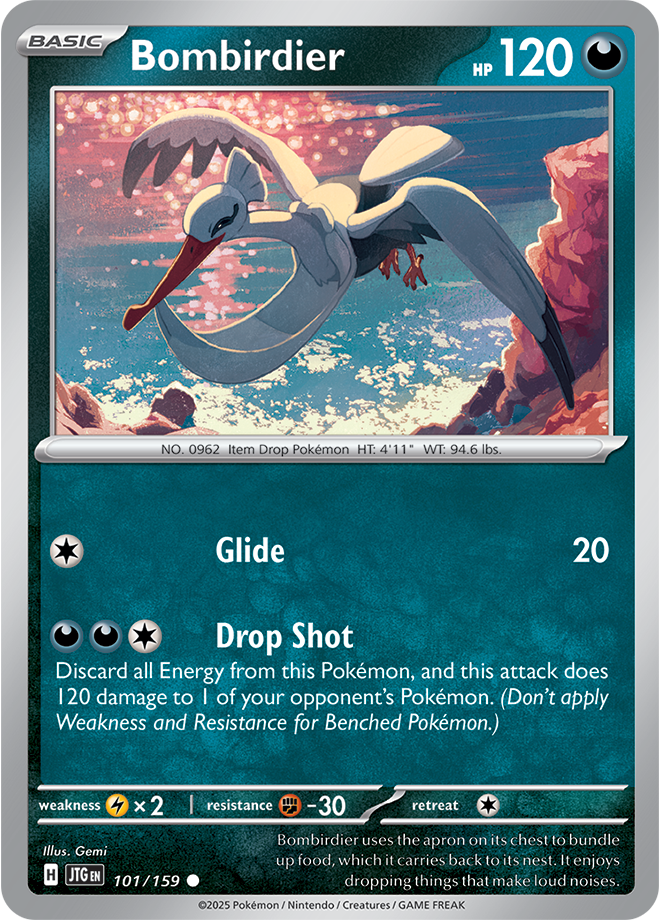 BASIC
Bombirdier
HP 120
NO. 0962 Item Drop Pokémon HT: 4'11" WT: 94.6 lbs.
Glide 20
Drop Shot
Discard all Energy from this Pokémon, and this attack does
120 damage to 1 of your opponent's Pokémon. (Don't apply
Weakness and Resistance for Benched Pokémon.)
weakness ×2 resistance -30 retreat
Illus. Gemi
Bombirdier uses the apron on its chest to bundle
up food, which it carries back to its nest. It enjoys
dropping things that make loud noises.
H JTG EN 101/159
©2025 Pokémon / Nintendo / Creatures / GAME FREAK